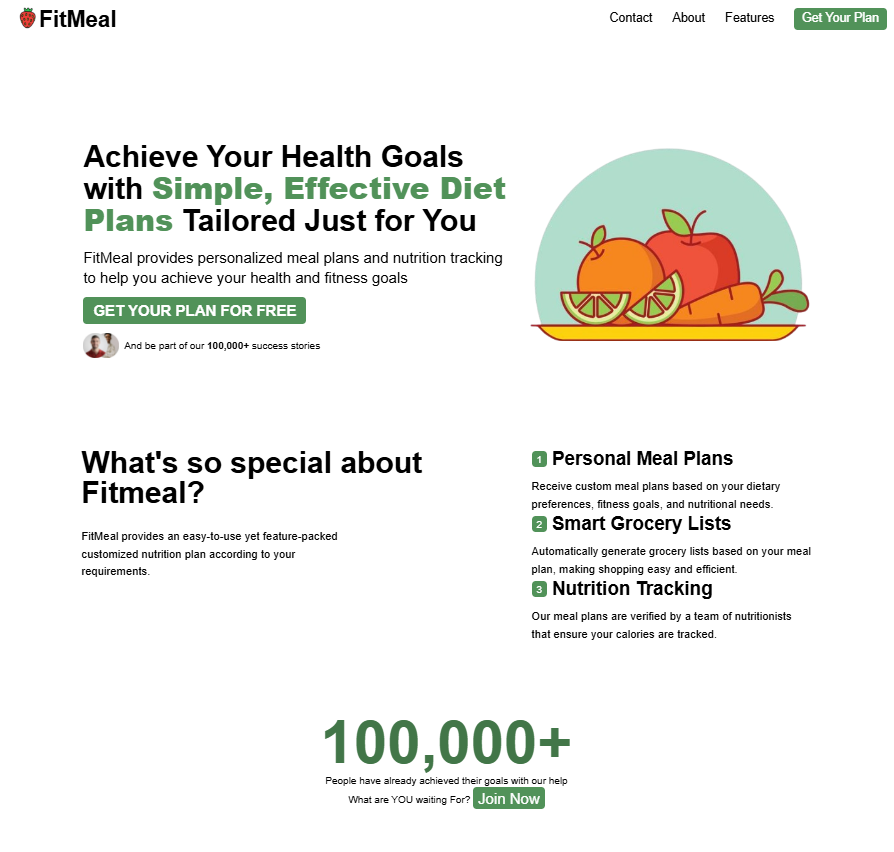 FitMeal
Contact About Features Get Your Plan
Achieve Your Health Goals
with Simple, Effective Diet
Plans Tailored Just for You
FitMeal provides personalized meal plans and nutrition tracking
to help you achieve your health and fitness goals
GET YOUR PLAN FOR FREE
And be part of our 100,000+ success stories
What's so special about
Fitmeal?
FitMeal provides an easy-to-use yet feature-packed
customized nutrition plan according to your
requirements.
1 Personal Meal Plans
Receive custom meal plans based on your dietary
preferences, fitness goals, and nutritional needs.
2 Smart Grocery Lists
Automatically generate grocery lists based on your meal
plan, making shopping easy and efficient.
3 Nutrition Tracking
Our meal plans are verified by a team of nutritionists
that ensure your calories are tracked.
100,000+
People have already achieved their goals with our help
What are YOU waiting For? Join Now